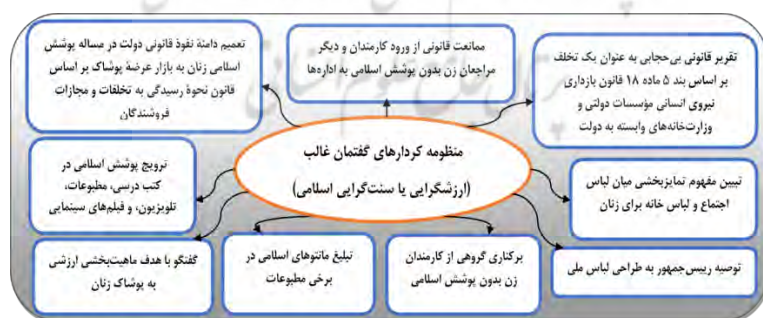 تقریر قانونی بی‌حجابی به عنوان یک تخلف
بر اساس بند ۵ ماده ۱۸ قانون بازداری
نیروی انسانی مؤسسات دولتی و
وزارت‌خانه‌های وابسته به دولت
ممانعت قانونی از ورود کارمندان و دیگر
مراجعان زن بدون پوشش اسلامی به اداره‌ها
تعمیم دامنهٔ نفوذ قانونی دولت در مساله پوشش
اسلامی زنان به بازار عرضهٔ پوشاک بر اساس
قانون نحوهٔ رسیدگی به تخلفات و مجازات
فروشندگان
منظومه کردارهای گفتمان غالب
(ارزشگرایی یا سنت‌گرایی اسلامی)
تبیین مفهوم تمایزبخشی میان لباس
اجتماع و لباس خانه برای زنان
ترویج پوشش اسلامی در
کتب درسی، مطبوعات،
تلویزیون، و فیلم‌های سینمایی
توصیه رییس‌جمهور به طراحی لباس ملی
برکناری گروهی از کارمندان
زن بدون پوشش اسلامی
تبلیغ مانتوهای اسلامی در
برخی مطبوعات
گفتگو با هدف ماهیت‌بخشی ارزشی
به پوشاک زنان